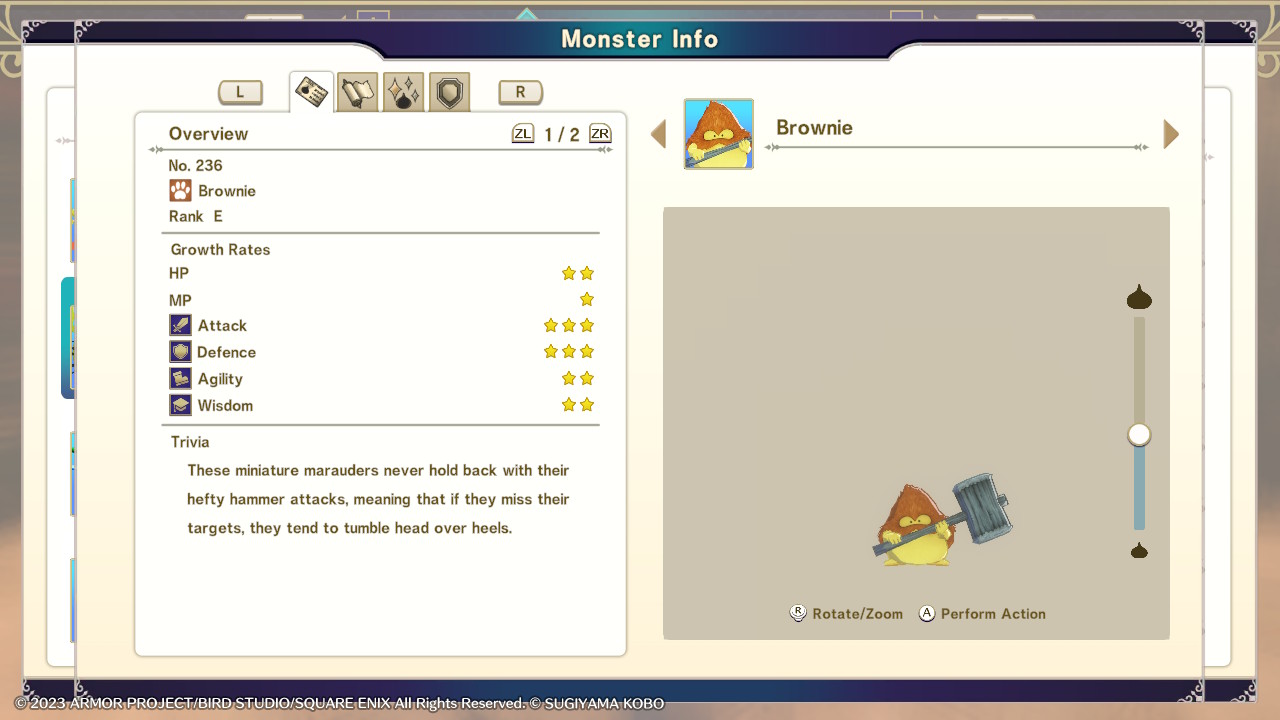 Monster Info
L
R
Overview
ZL 1 / 2 ZR
No. 236
Brownie
Rank E
Growth Rates
HP
MP
Attack
Defence
Agility
Wisdom
Trivia
These miniature marauders never hold back with their
hefty hammer attacks, meaning that if they miss their
targets, they tend to tumble head over heels.
Brownie
R Rotate/Zoom A Perform Action
© 2023 ARMOR PROJECT/BIRD STUDIO/SQUARE ENIX All Rights Reserved. © SUGIYAMA KOBO